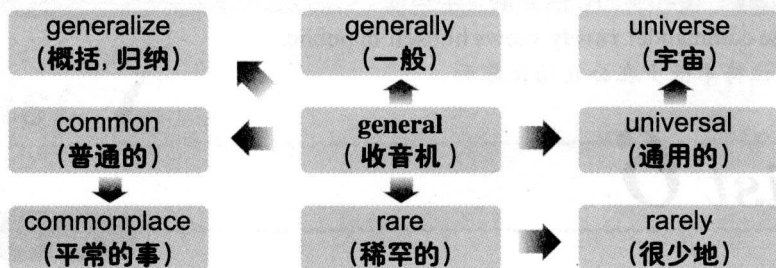 generalize
(概括, 归纳)
generally
(一般)
universe
(宇宙)
common
(普通的)
general
(收音机)
universal
(通用的)
commonplace
(平常的事)
rare
(稀罕的)
rarely
(很少地)